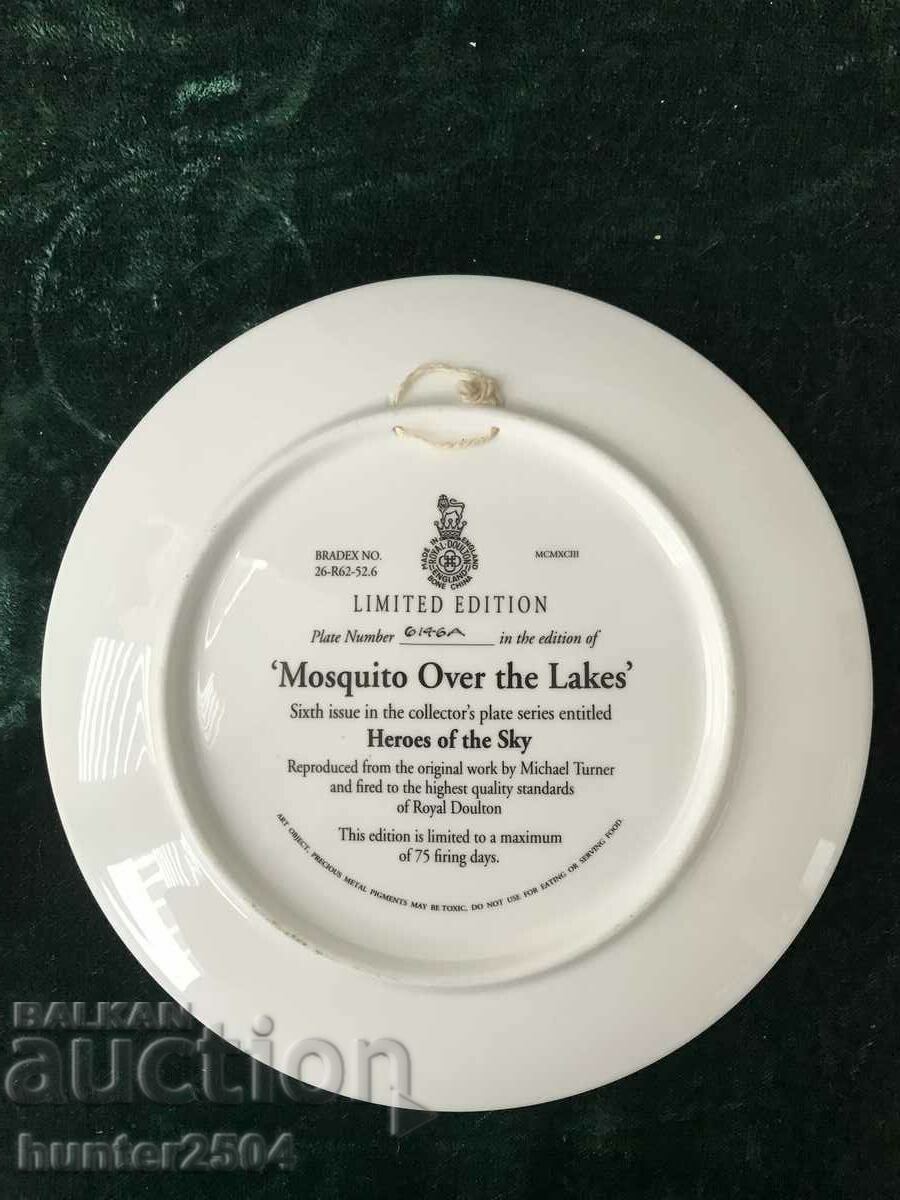 MADE IN ENGLAND
ROYAL·DOULTON
ENGLAND
BONE CHINA
BRADEX NO.
26-R62-52.6
MCMXCIII
LIMITED EDITION
Plate Number 6146A in the edition of
‘Mosquito Over the Lakes’
Sixth issue in the collector's plate series entitled
Heroes of the Sky
Reproduced from the original work by Michael Turner
and fired to the highest quality standards
of Royal Doulton
This edition is limited to a maximum
of 75 firing days.
ART OBJECT, PRECIOUS METAL PIGMENTS MAY BE TOXIC. DO NOT USE FOR EATING OR SERVING FOOD.
BALKAN
auction
hunter2504